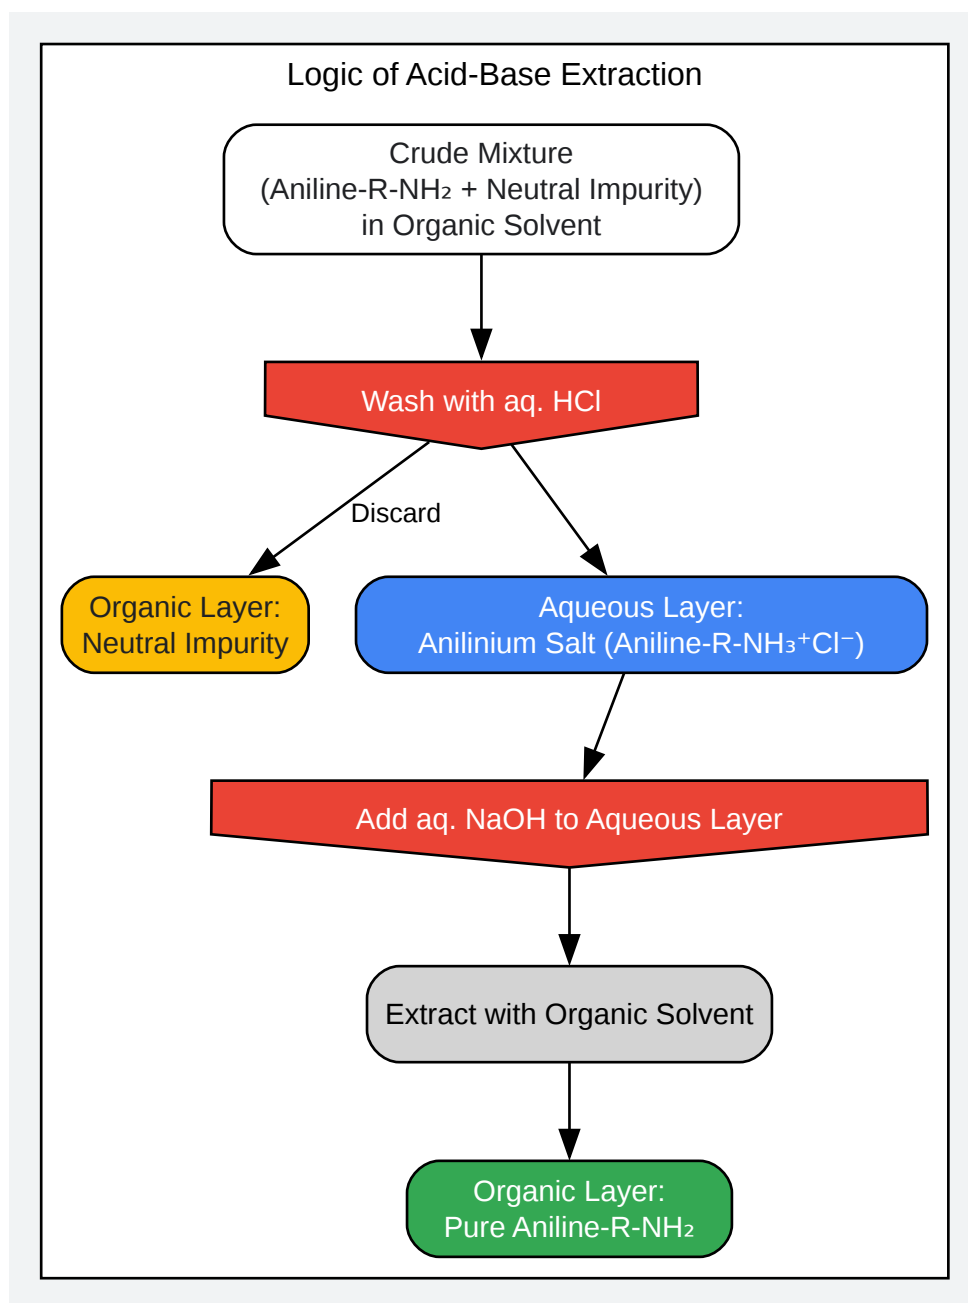 Logic of Acid-Base Extraction
Crude Mixture
(Aniline-R-NH₂ + Neutral Impurity)
in Organic Solvent
Wash with aq. HCl
Discard
Organic Layer:
Neutral Impurity
Aqueous Layer:
Anilinium Salt (Aniline-R-NH₃⁺Cl⁻)
Add aq. NaOH to Aqueous Layer
Extract with Organic Solvent
Organic Layer:
Pure Aniline-R-NH₂